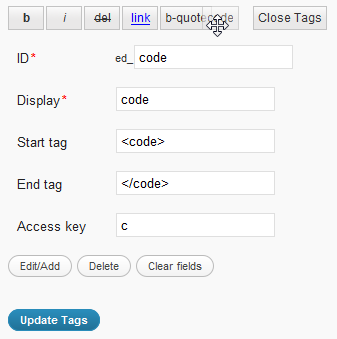 b i del link b-quote code Close Tags
ID* ed_ code
Display* code
Start tag <code>
End tag </code>
Access key c
Edit/Add Delete Clear fields
Update Tags